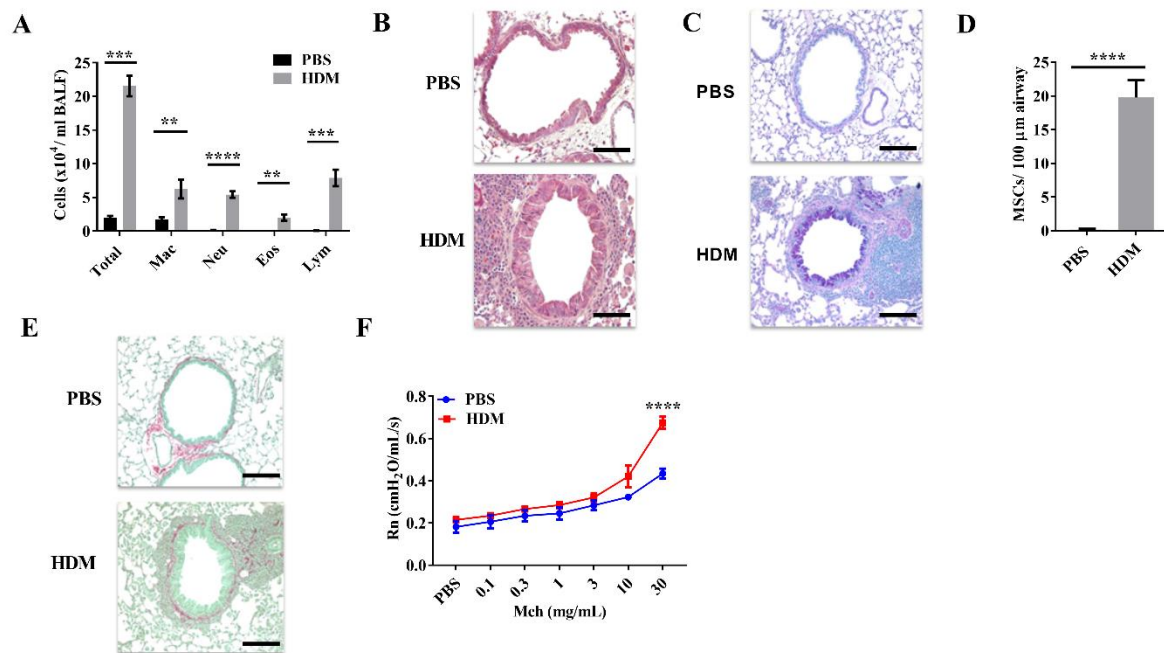 A
PBS
HDM
Cells (x10⁴/ ml BALF)
25
20
15
10
5
0
***
**
****
**
***
Total
Mac
Neu
Eos
Lym
B
PBS
HDM
C
PBS
HDM
D
MSCs/ 100 µm airway
25
20
15
10
5
0
****
PBS
HDM
E
PBS
HDM
F
PBS
HDM
Rn (cmH₂O/mL/s)
0.8
0.6
0.4
0.2
0.0
****
PBS
0.1
0.3
1
3
10
30
Mch (mg/mL)